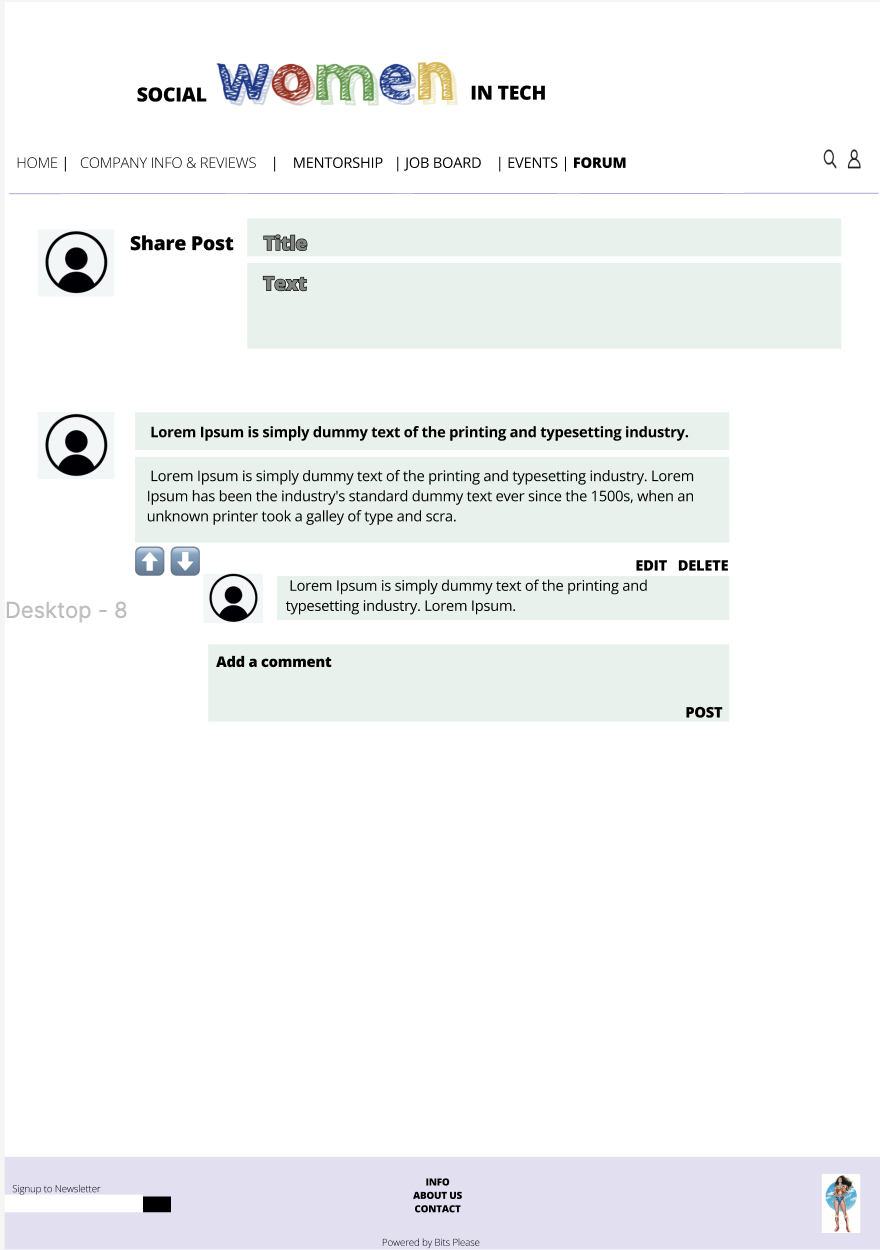 SOCIAL women IN TECH
HOME | COMPANY INFO & REVIEWS | MENTORSHIP | JOB BOARD | EVENTS | FORUM
Share Post
Title
Text
Lorem Ipsum is simply dummy text of the printing and typesetting industry.
Lorem Ipsum is simply dummy text of the printing and typesetting industry. Lorem
Ipsum has been the industry's standard dummy text ever since the 1500s, when an
unknown printer took a galley of type and scra.
EDIT DELETE
Lorem Ipsum is simply dummy text of the printing and
typesetting industry. Lorem Ipsum.
Desktop - 8
Add a comment
POST
Signup to Newsletter
INFO
ABOUT US
CONTACT
Powered by Bits Please